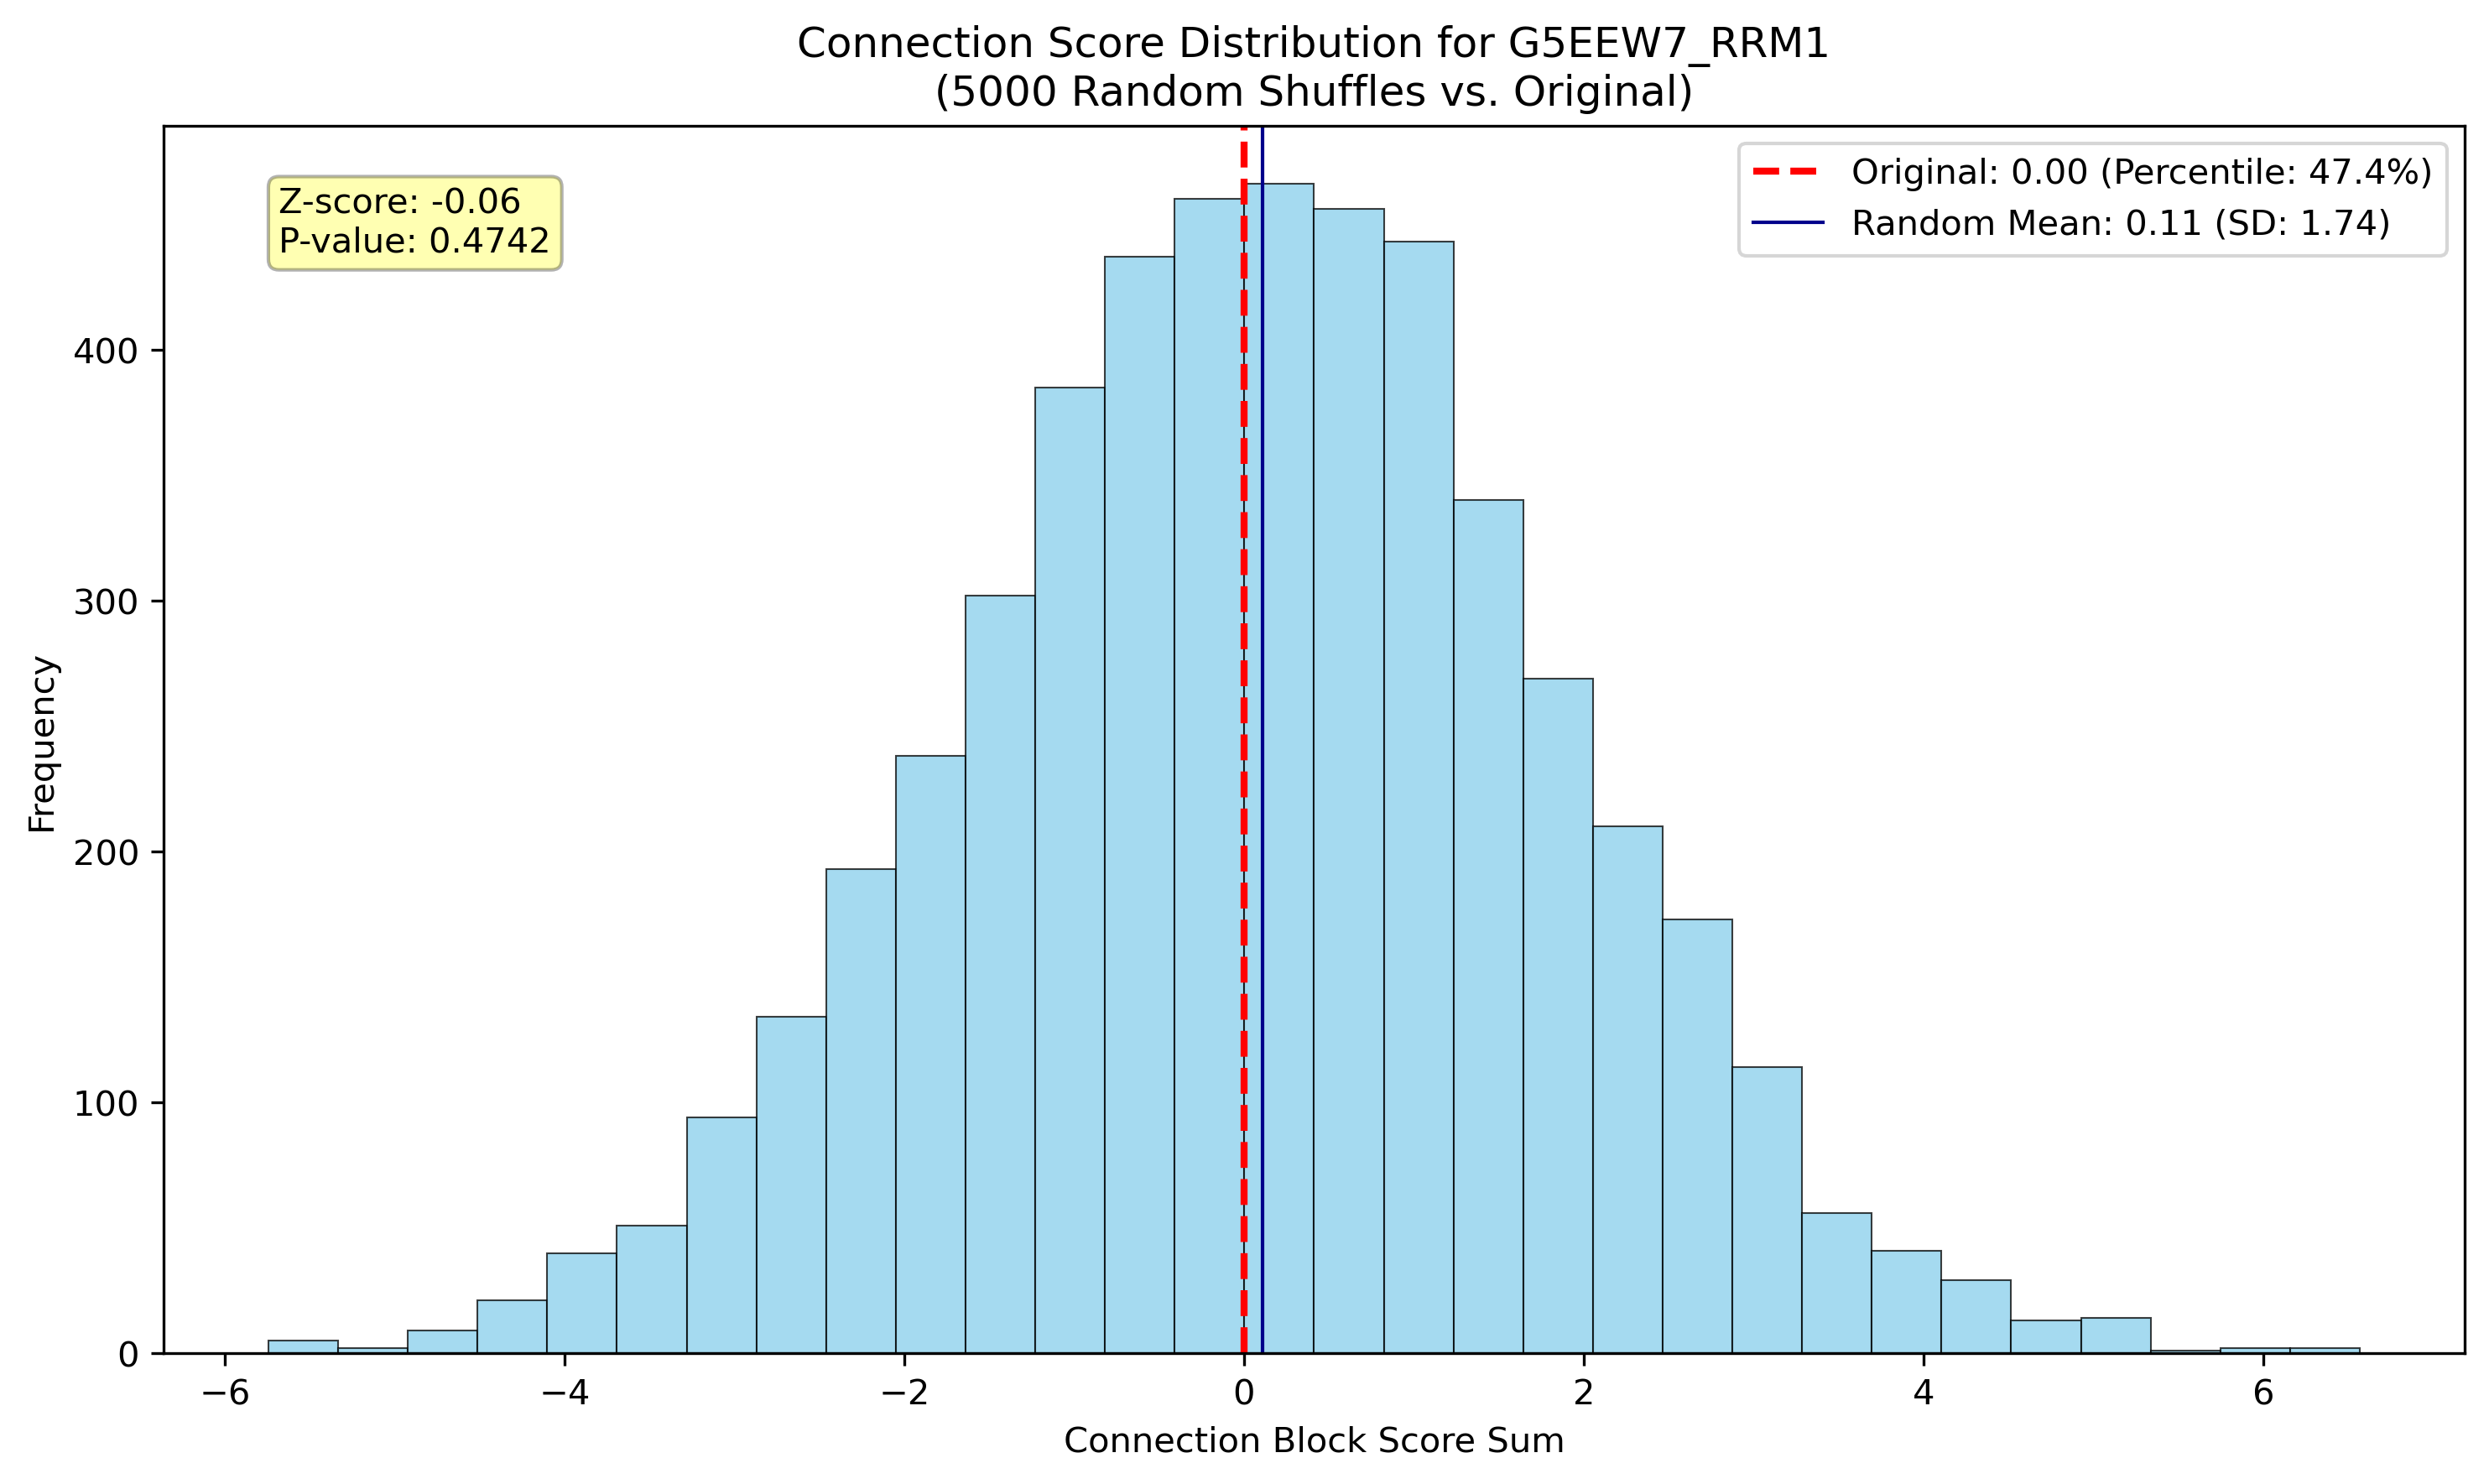 Connection Score Distribution for G5EEW7_RRM1
(5000 Random Shuffles vs. Original)
Z-score: -0.06
P-value: 0.4742
Original: 0.00 (Percentile: 47.4%)
Random Mean: 0.11 (SD: 1.74)
Frequency
400
300
200
100
0
−6
−4
−2
0
2
4
6
Connection Block Score Sum